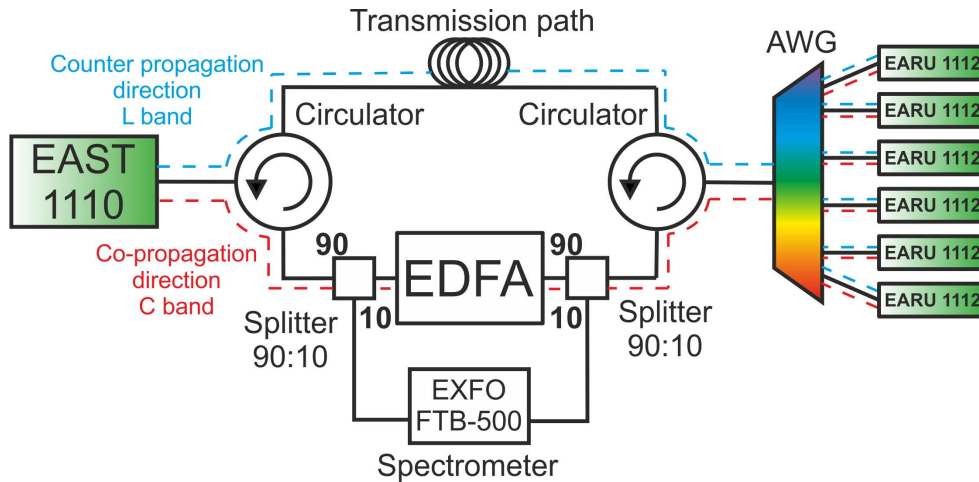 Transmission path
AWG
Counter propagation
direction
L band
Circulator
Circulator
EAST
1110
Co-propagation
direction
C band
90
EDFA
90
10
10
Splitter
90:10
Splitter
90:10
EXFO
FTB-500
Spectrometer
EARU 1112
EARU 1112
EARU 1112
EARU 1112
EARU 1112
EARU 1112